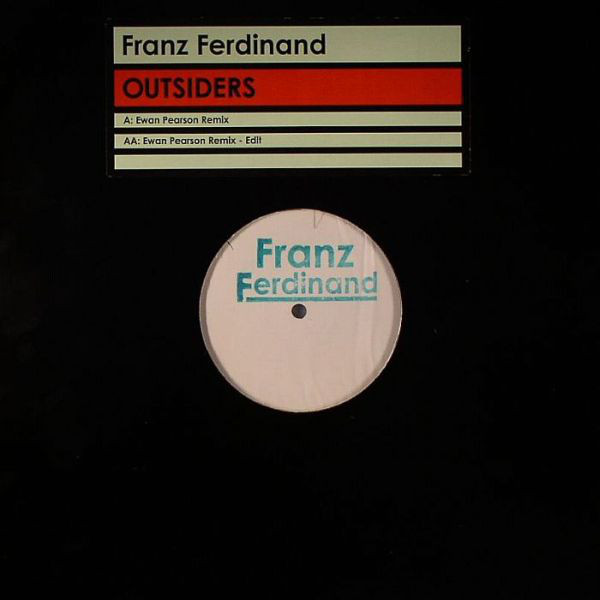 Franz Ferdinand
OUTSIDERS
A: Ewan Pearson Remix
AA: Ewan Pearson Remix - Edit
Franz
Ferdinand